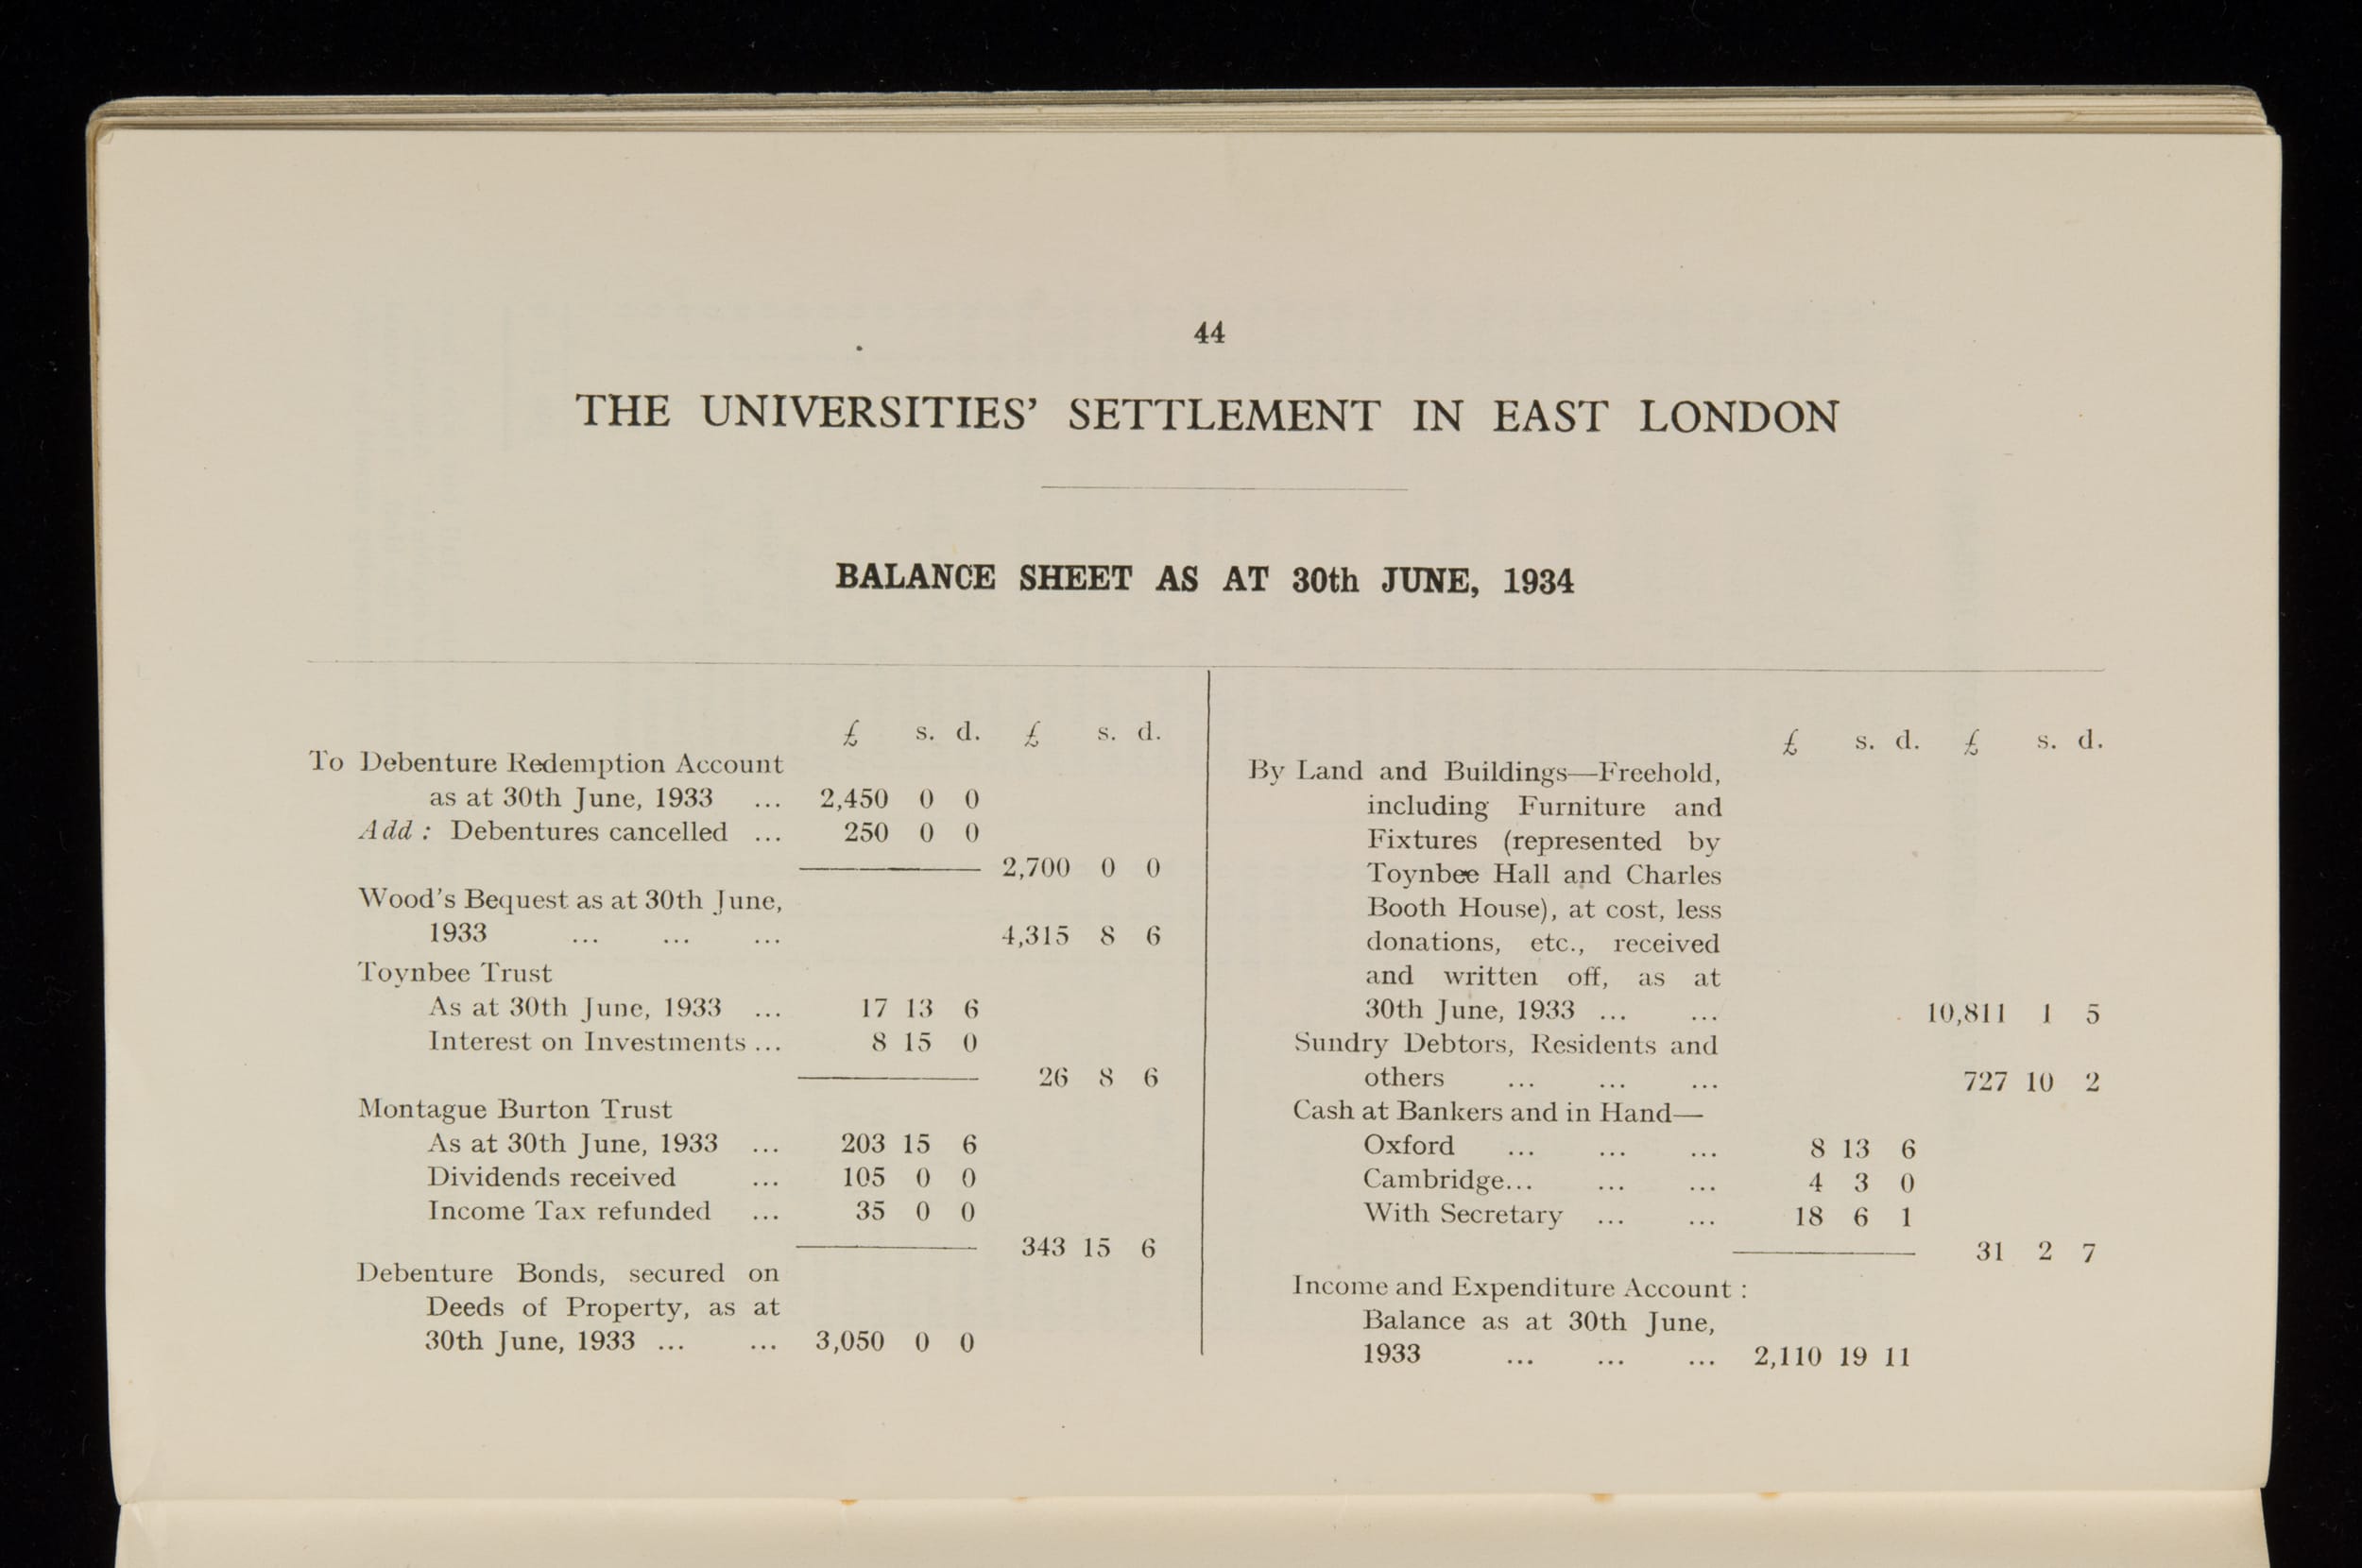 44
THE UNIVERSITIES' SETTLEMENT IN EAST LONDON
BALANCE SHEET AS AT 30th JUNE, 1934
£ s. d. £ s. d.
To Debenture Redemption Account
as at 30th June, 1933 ... 2,450 0 0
Add : Debentures cancelled ... 250 0 0
2,700 0 0
Wood's Bequest as at 30th June,
1933 ... ... ... 4,315 8 6
Toynbee Trust
As at 30th June, 1933 ... 17 13 6
Interest on Investments ... 8 15 0
26 8 6
Montague Burton Trust
As at 30th June, 1933 ... 203 15 6
Dividends received ... 105 0 0
Income Tax refunded ... 35 0 0
343 15 6
Debenture Bonds, secured on
Deeds of Property, as at
30th June, 1933 ... ... 3,050 0 0
£ s. d. £ s. d.
By Land and Buildings—Freehold,
including Furniture and
Fixtures (represented by
Toynbee Hall and Charles
Booth House), at cost, less
donations, etc., received
and written off, as at
30th June, 1933 ... ... 10,811 1 5
Sundry Debtors, Residents and
others ... ... ... 727 10 2
Cash at Bankers and in Hand—
Oxford ... ... ... 8 13 6
Cambridge... ... ... 4 3 0
With Secretary ... ... 18 6 1
31 2 7
Income and Expenditure Account :
Balance as at 30th June,
1933 ... ... ... 2,110 19 11